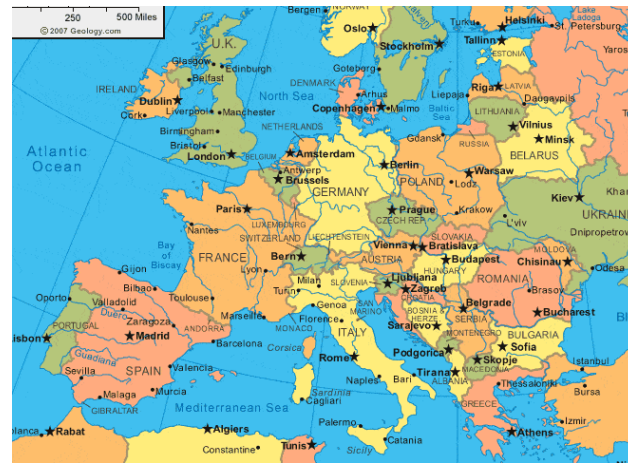 250 500 Miles
© 2007 Geology.com
NORWAY
Bergen
Oslo
Stockholm
Turku
Helsinki
Lake
Ladoga
St. Petersburg
Tallinn
ESTONIA
Yaros
U.K.
Glasgow
Edinburgh
Belfast
IRELAND
Dublin
Cork
Liverpool
Manchester
Birmingham
Bristol
London
North Sea
DENMARK
Goteborg
Arhus
Copenhagen
Malmo
Baltic
Sea
Riga
LATVIA
Liepaja
Daugavpils
LITHUANIA
Vilnius
RUSSIA
Minsk
BELARUS
Atlantic
Ocean
NETHERLANDS
Amsterdam
BELGIUM
Antwerp
Brussels
Berlin
GERMANY
Gdansk
POLAND
Warsaw
Lodz
Krakow
Kiev
Khar
UKRAINE
L'viv
Dnipropetrovs
Paris
Nantes
LUXEMBOURG
SWITZERLAND
LIECHTENSTEIN
Prague
CZECH REP
SLOVAKIA
Vienna
Bratislava
Bern
FRANCE
AUSTRIA
Budapest
HUNGARY
MOLDOVA
Chisinau
Odesa
Bay
of
Biscay
Lyon
Turin
Milan
SLOVENIA
Ljubljana
Zagreb
CROATIA
ROMANIA
Brasov
Bucharest
Gijon
Bilbao
Toulouse
Marseille
MONACO
Genoa
Florence
SAN
MARINO
BOSNIA
& HERZE
Sarajevo
Belgrade
SERBIA
MONTENEGRO
BULGARIA
Sofia
Oporto
Valladolid
Duero
PORTUGAL
Lisbon
Zaragoza
ANDORRA
Barcelona
Madrid
Guadiana
SPAIN
Valencia
Sevilla
Malaga
Murcia
GIBRALTAR
Corsica
ITALY
Rome
Naples
Bari
Sardinia
Cagliari
Podgorica
Skopje
MACEDONIA
Tirana
ALBANIA
Thessaloniki
GREECE
Athens
Istanbul
Bursa
Izmir
Mediterranean Sea
Palermo
Catania
Sicily
blanca
Rabat
Algiers
Constantine
Tunis